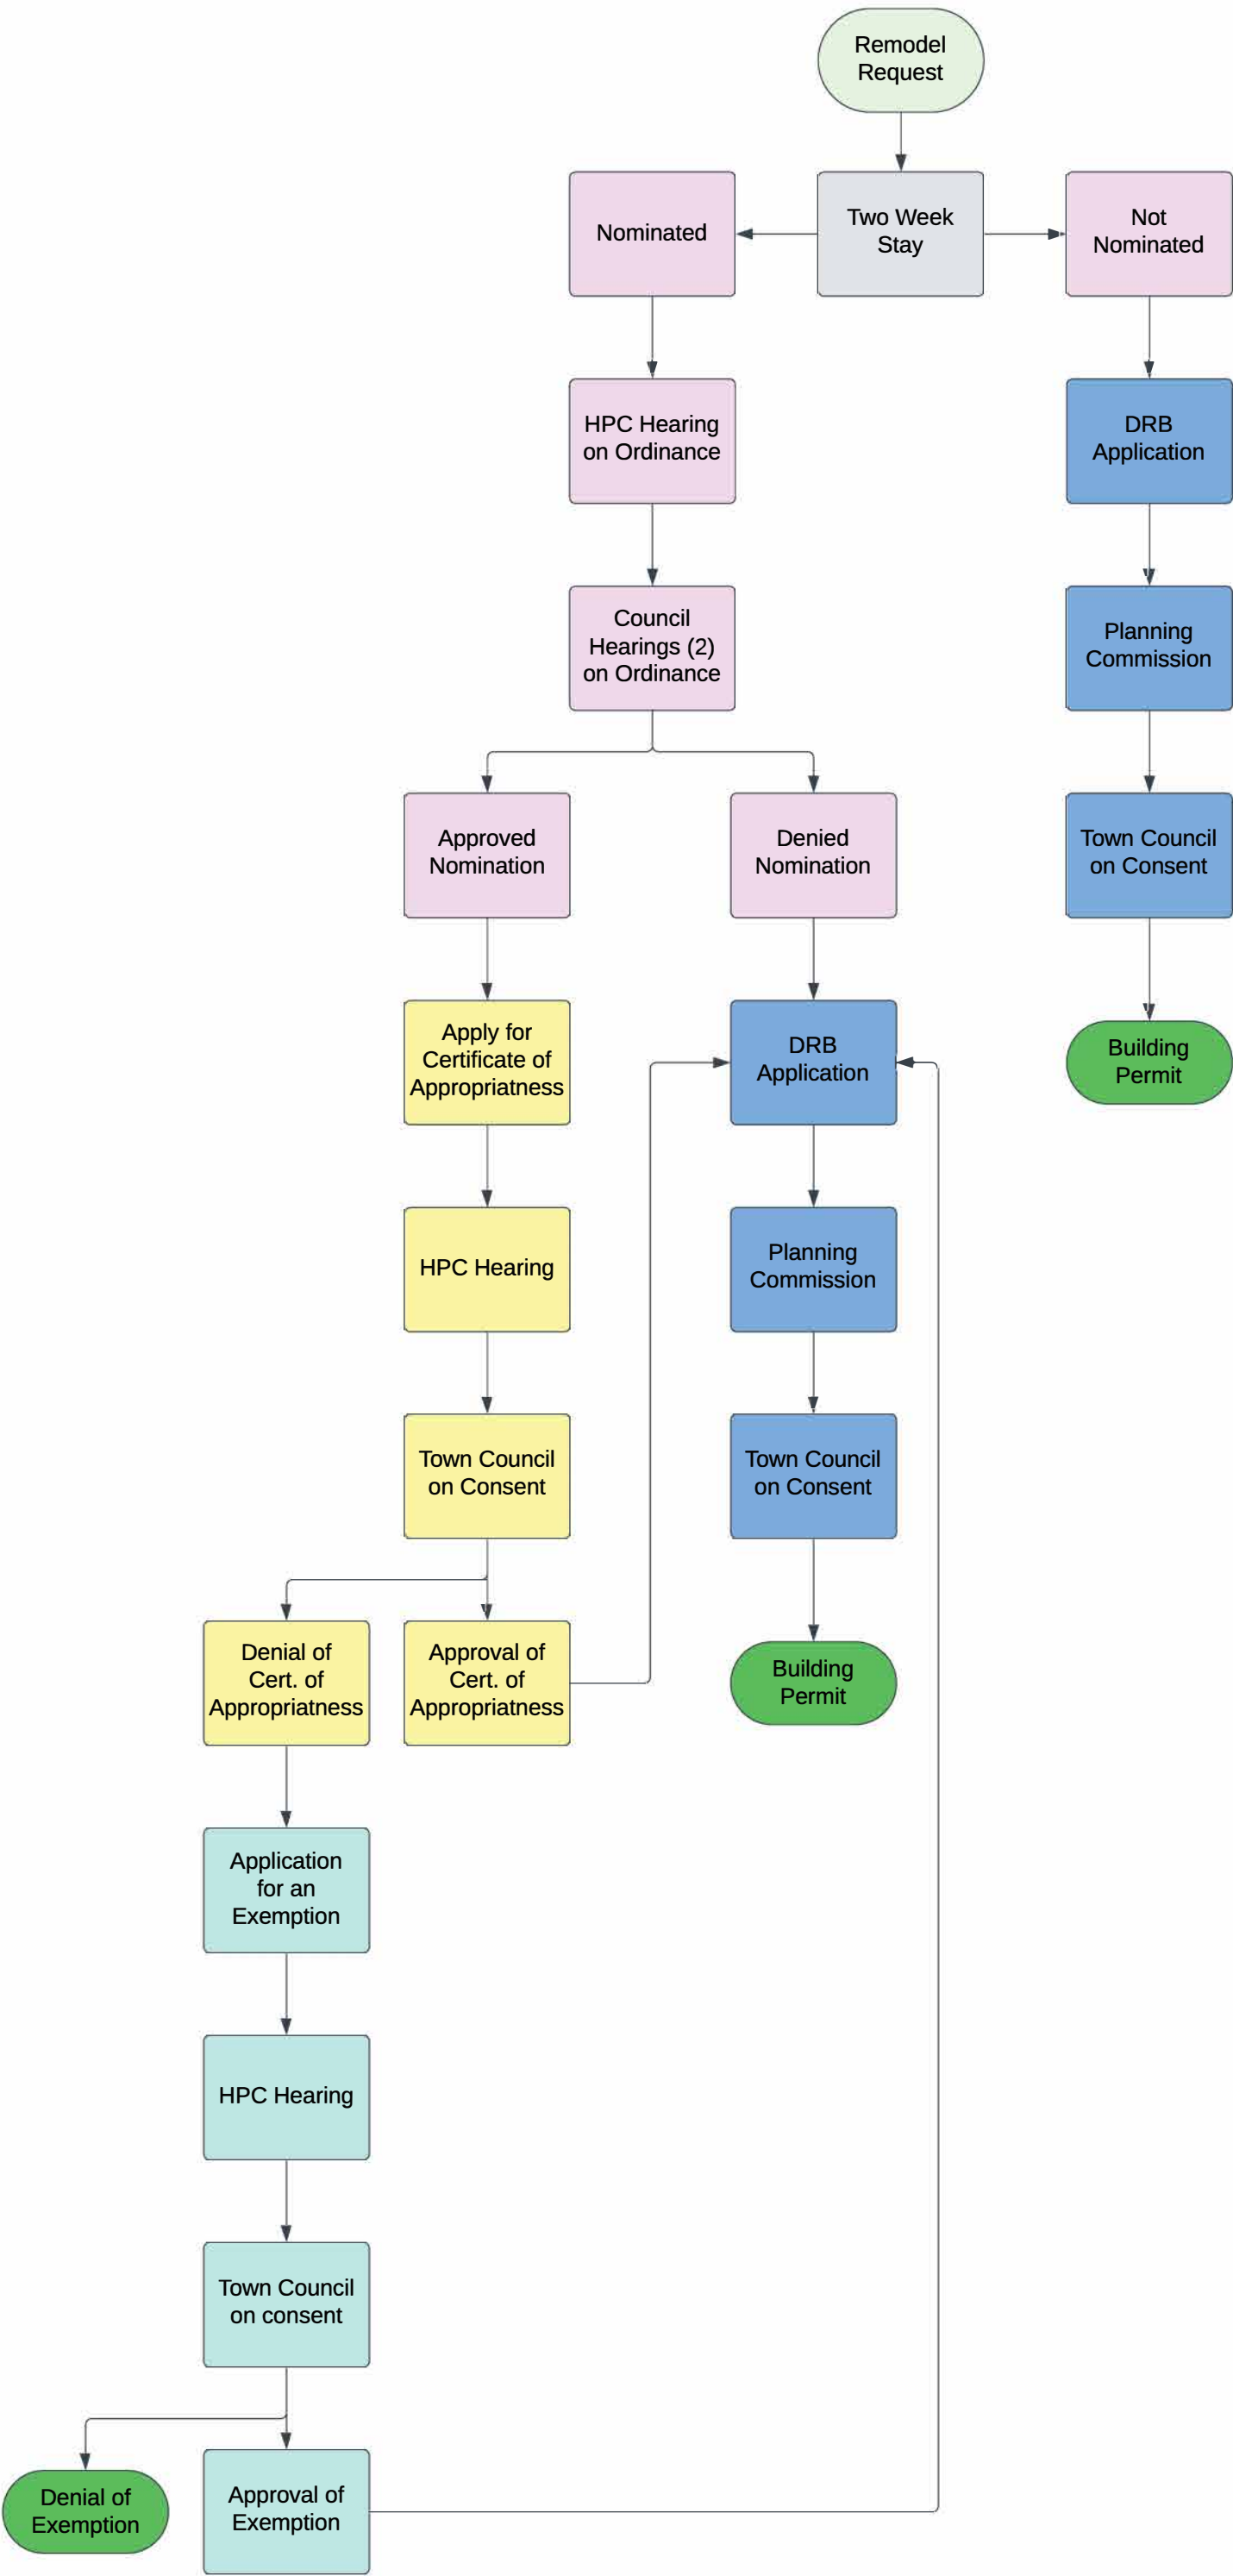 Remodel
Request
Nominated
Two Week
Stay
Not
Nominated
HPC Hearing
on Ordinance
DRB
Application
Council
Hearings (2)
on Ordinance
Planning
Commission
Approved
Nomination
Denied
Nomination
Town Council
on Consent
Apply for
Certificate of
Appropriatness
DRB
Application
Building
Permit
HPC Hearing
Planning
Commission
Town Council
on Consent
Town Council
on Consent
Denial of
Cert. of
Appropriatness
Approval of
Cert. of
Appropriatness
Building
Permit
Application
for an
Exemption
HPC Hearing
Town Council
on consent
Denial of
Exemption
Approval of
Exemption